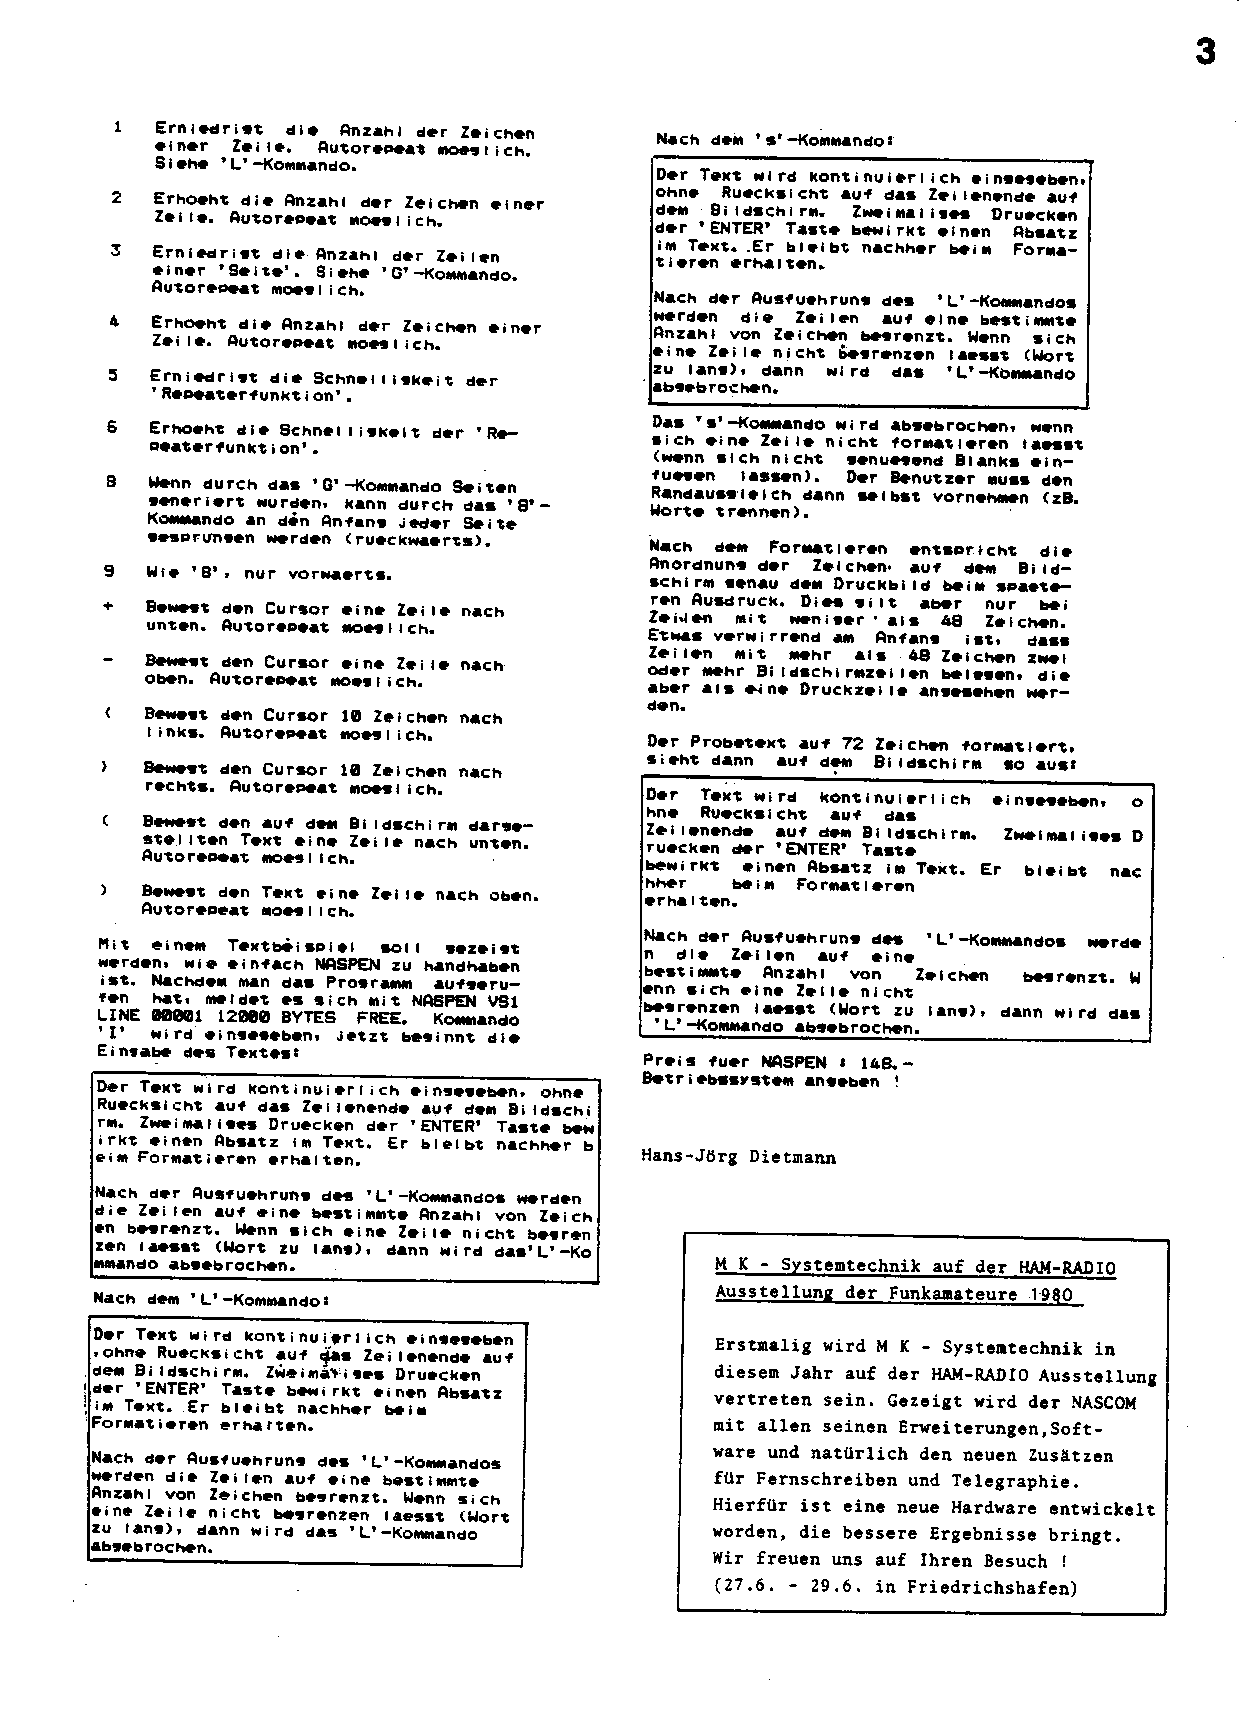 3
1 Erniedrigt die Anzahl der Zeichen
einer Zeile. Autorepeat moeglich.
Siehe 'L'-Kommando.
2 Erhoeht die Anzahl der Zeichen einer
Zeile. Autorepeat moeglich.
3 Erniedrigt die Anzahl der Zeilen
einer 'Seite'. Siehe 'G'-Kommando.
Autorepeat moeglich.
4 Erhoeht die Anzahl der Zeichen einer
Zeile. Autorepeat moeglich.
5 Erniedrigt die Schnelligkeit der
'Repeaterfunktion'.
6 Erhoeht die Schnelligkeit der 'Re-
peaterfunktion'.
8 Wenn durch das 'G'-Kommando Seiten
generiert wurden, kann durch das '8'-
Kommando an den Anfang jeder Seite
gesprungen werden (rueckwaerts).
9 Wie '8', nur vorwaerts.
+ Bewegt den Cursor eine Zeile nach
unten. Autorepeat moeglich.
- Bewegt den Cursor eine Zeile nach
oben. Autorepeat moeglich.
< Bewegt den Cursor 10 Zeichen nach
links. Autorepeat moeglich.
> Bewegt den Cursor 10 Zeichen nach
rechts. Autorepeat moeglich.
( Bewegt den auf dem Bildschirm darge-
stellten Text eine Zeile nach unten.
Autorepeat moeglich.
) Bewegt den Text eine Zeile nach oben.
Autorepeat moeglich.
Mit einem Textbeispiel soll gezeigt
werden, wie einfach NASPEN zu handhaben
ist. Nachdem man das Programm aufgeru-
fen hat, meldet es sich mit NASPEN VS1
LINE 00001 12000 BYTES FREE. Kommando
'I' wird eingegeben, jetzt beginnt die
Eingabe des Textes:
Der Text wird kontinuierlich eingegeben, ohne
Ruecksicht auf das Zeilenende auf dem Bildschi
rm. Zweimaliges Druecken der 'ENTER' Taste bew
irkt einen Absatz im Text. Er bleibt nachher b
eim Formatieren erhalten.
Nach der Ausfuehrung des 'L'-Kommandos werden
die Zeilen auf eine bestimmte Anzahl von Zeich
en begrenzt. Wenn sich eine Zeile nicht begren
zen laesst (Wort zu lang), dann wird das'L'-Ko
mmando abgebrochen.
Nach dem 'L'-Kommando:
Der Text wird kontinuierlich eingegeben
,ohne Ruecksicht auf das Zeilenende auf
dem Bildschirm. Zweimaliges Druecken
der 'ENTER' Taste bewirkt einen Absatz
im Text. Er bleibt nachher beim
Formatieren erhalten.
Nach der Ausfuehrung des 'L'-Kommandos
werden die Zeilen auf eine bestimmte
Anzahl von Zeichen begrenzt. Wenn sich
eine Zeile nicht begrenzen laesst (Wort
zu lang), dann wird das 'L'-Kommando
abgebrochen.
Nach dem 's'-Kommando:
Der Text wird kontinuierlich eingegeben,
ohne Ruecksicht auf das Zeilenende auf
dem Bildschirm. Zweimaliges Druecken
der 'ENTER' Taste bewirkt einen Absatz
im Text. .Er bleibt nachher beim Forma-
tieren erhalten.
Nach der Ausfuehrung des 'L'-Kommandos
werden die Zeilen auf eine bestimmte
Anzahl von Zeichen begrenzt. Wenn sich
eine Zeile nicht begrenzen laesst (Wort
zu lang), dann wird das 'L'-Kommando
abgebrochen.
Das 's'-Kommando wird abgebrochen, wenn
sich eine Zeile nicht formatieren laesst
(wenn sich nicht genuegend Blanks ein-
fuegen lassen). Der Benutzer muss den
Randausgleich dann selbst vornehmen (zB.
Worte trennen).
Nach dem Formatieren entspricht die
Anordnung der Zeichen auf dem Bild-
schirm genau dem Druckbild beim spaete-
ren Ausdruck. Dies gilt aber nur bei
Zeilen mit weniger als 48 Zeichen.
Etwas verwirrend am Anfang ist, dass
Zeilen mit mehr als 48 Zeichen zwei
oder mehr Bildschirmzeilen belegen, die
aber als eine Druckzeile angesehen wer-
den.
Der Probetext auf 72 Zeichen formatiert,
sieht dann auf dem Bildschirm so aus:
Der Text wird kontinuierlich eingegeben, o
hne Ruecksicht auf das
Zeilenende auf dem Bildschirm. Zweimaliges D
ruecken der 'ENTER' Taste
bewirkt einen Absatz im Text. Er bleibt nac
hher beim Formatieren
erhalten.
Nach der Ausfuehrung des 'L'-Kommandos werde
n die Zeilen auf eine
bestimmte Anzahl von Zeichen begrenzt. W
enn sich eine Zeile nicht
begrenzen laesst (Wort zu lang), dann wird das
'L'-Kommando abgebrochen.
Preis fuer NASPEN : 148.-
Betriebssystem angeben !
Hans-Jörg Dietmann
M K - Systemtechnik auf der HAM-RADIO
Ausstellung der Funkamateure 1980
Erstmalig wird M K - Systemtechnik in
diesem Jahr auf der HAM-RADIO Ausstellung
vertreten sein. Gezeigt wird der NASCOM
mit allen seinen Erweiterungen,Soft-
ware und natürlich den neuen Zusätzen
für Fernschreiben und Telegraphie.
Hierfür ist eine neue Hardware entwickelt
worden, die bessere Ergebnisse bringt.
Wir freuen uns auf Ihren Besuch !
(27.6. - 29.6. in Friedrichshafen)